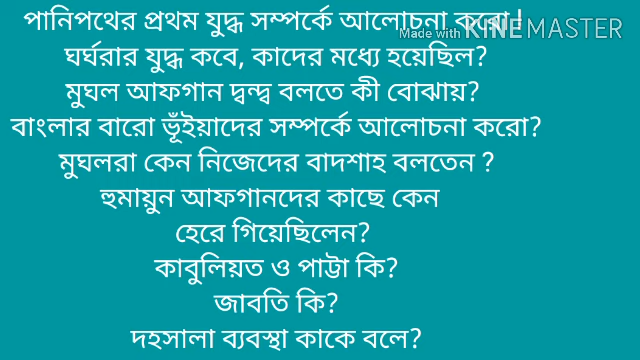 পানিপথের প্রথম যুদ্ধ সম্পর্কে আলোচনা করো!
Made with KINEMASTER
ঘর্ঘরার যুদ্ধ কবে, কাদের মধ্যে হয়েছিল?
মুঘল আফগান দ্বন্দ্ব বলতে কী বোঝায়?
বাংলার বারো ভূঁইয়াদের সম্পর্কে আলোচনা করো?
মুঘলরা কেন নিজেদের বাদশাহ বলতেন ?
হুমায়ুন আফগানদের কাছে কেন
হেরে গিয়েছিলেন?
কাবুলিয়ত ও পাট্টা কি?
জাবতি কি?
দহসালা ব্যবস্থা কাকে বলে?